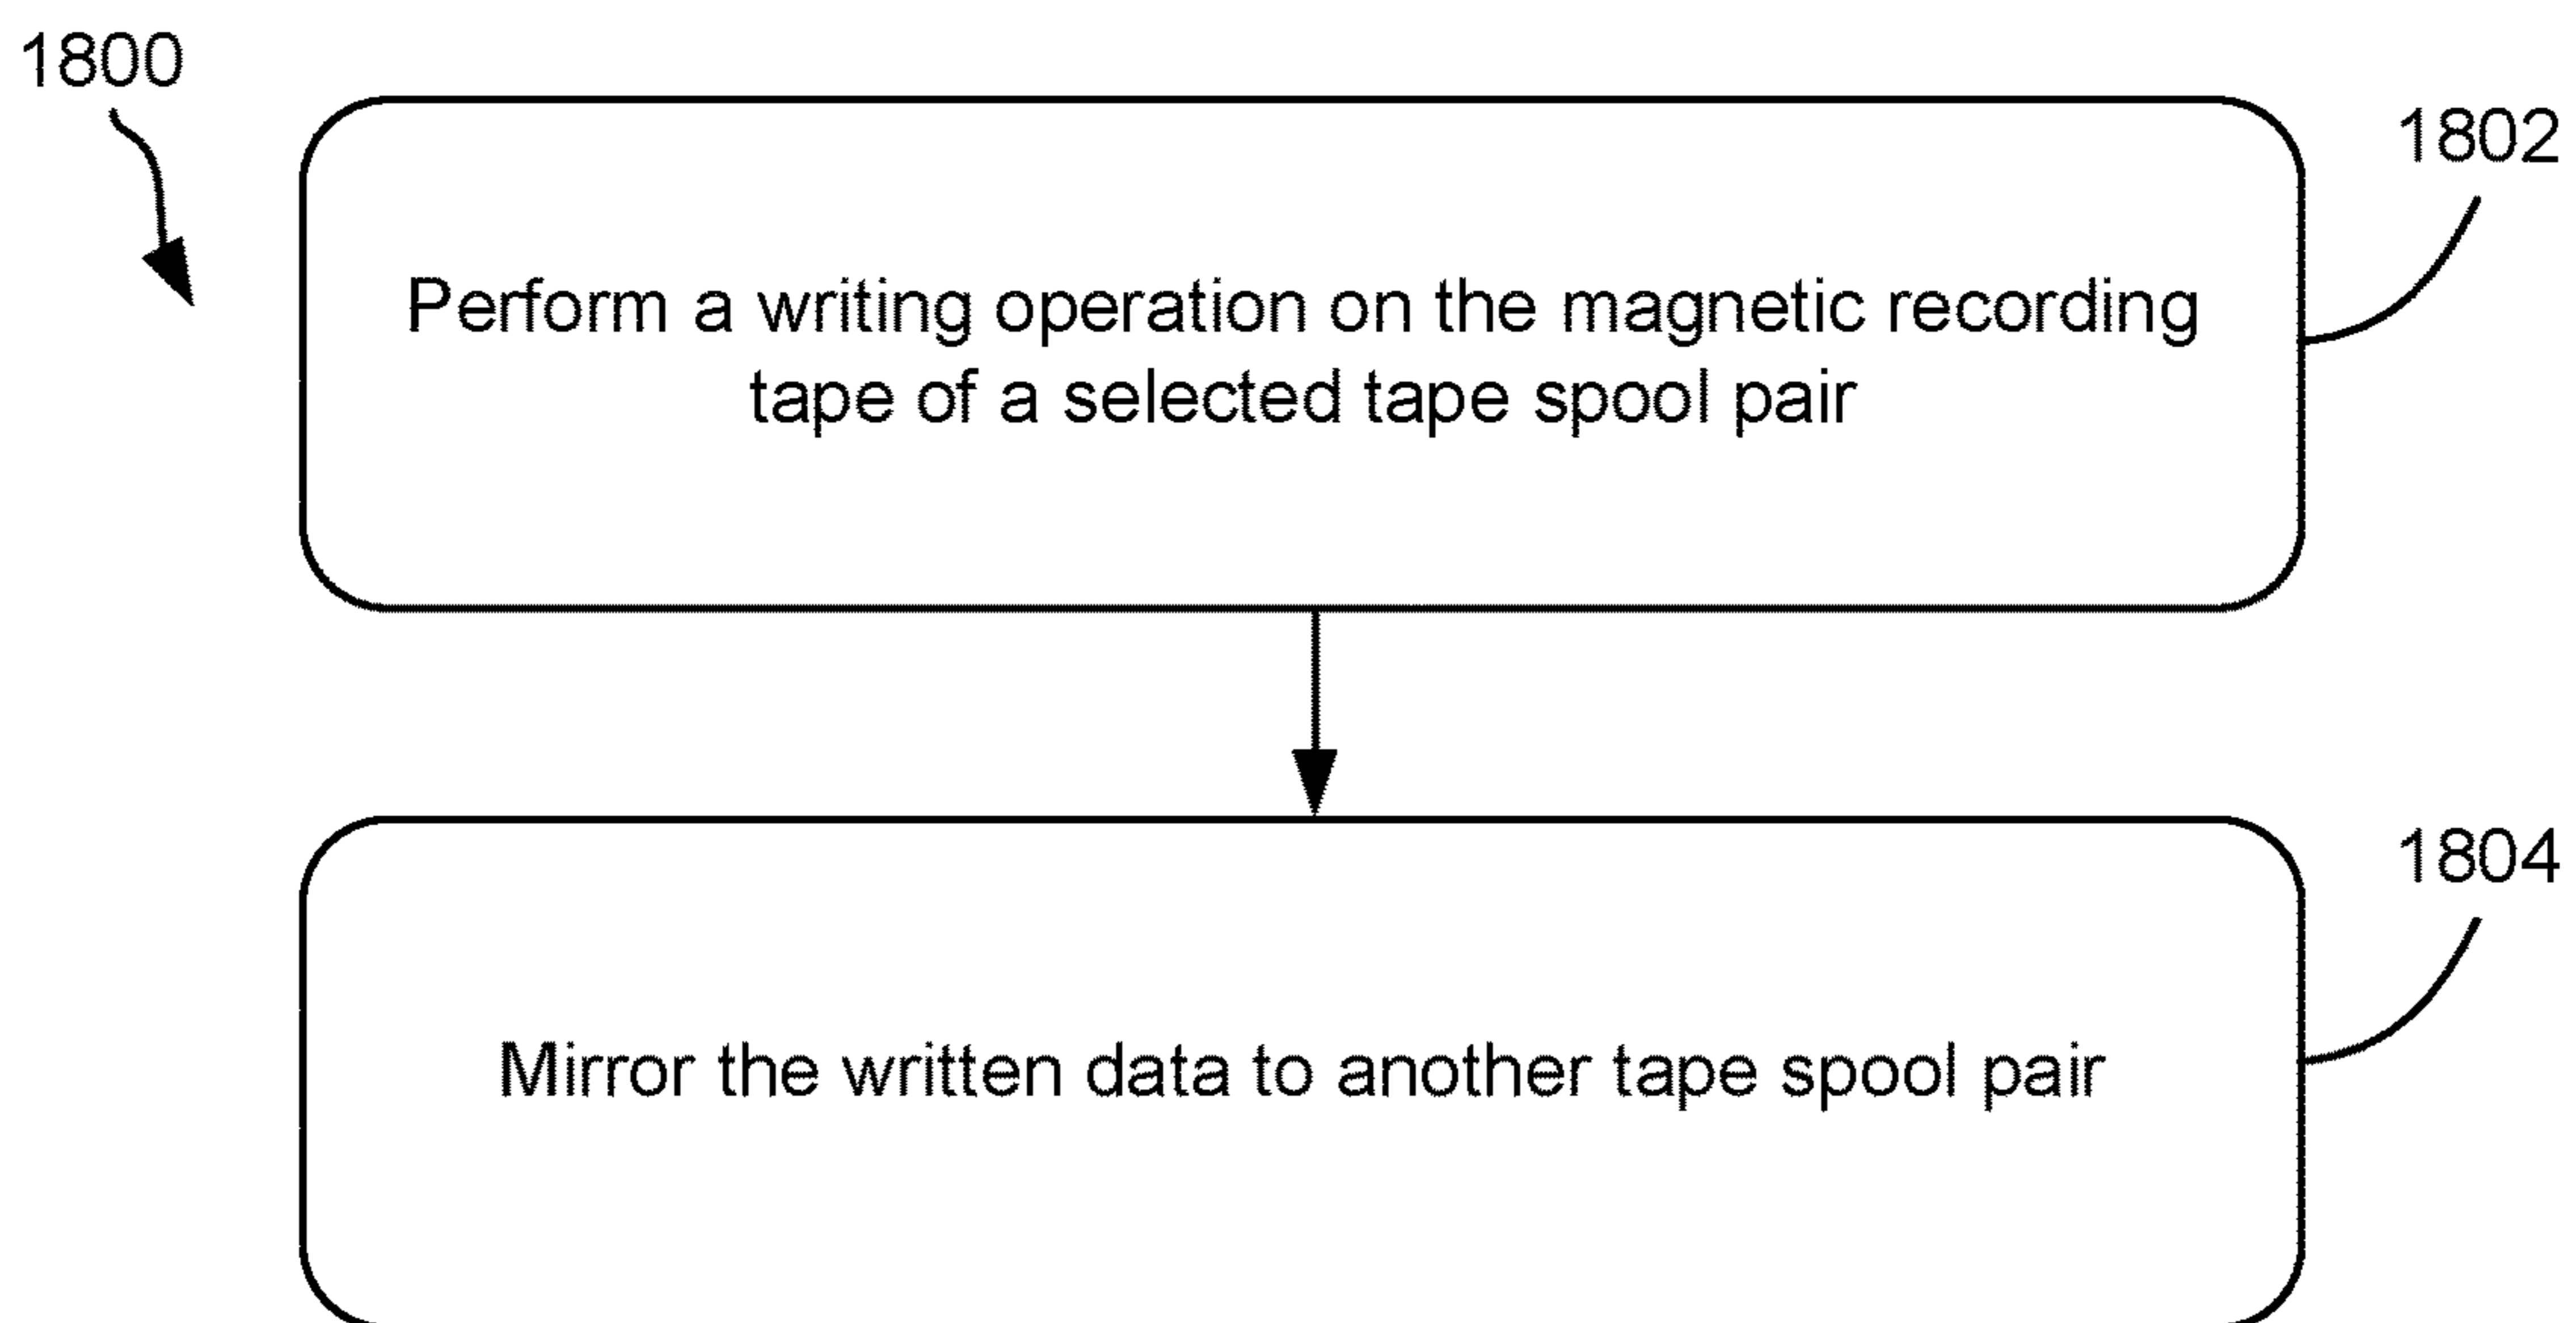 1800
1802
Perform a writing operation on the magnetic recording
tape of a selected tape spool pair
1804
Mirror the written data to another tape spool pair